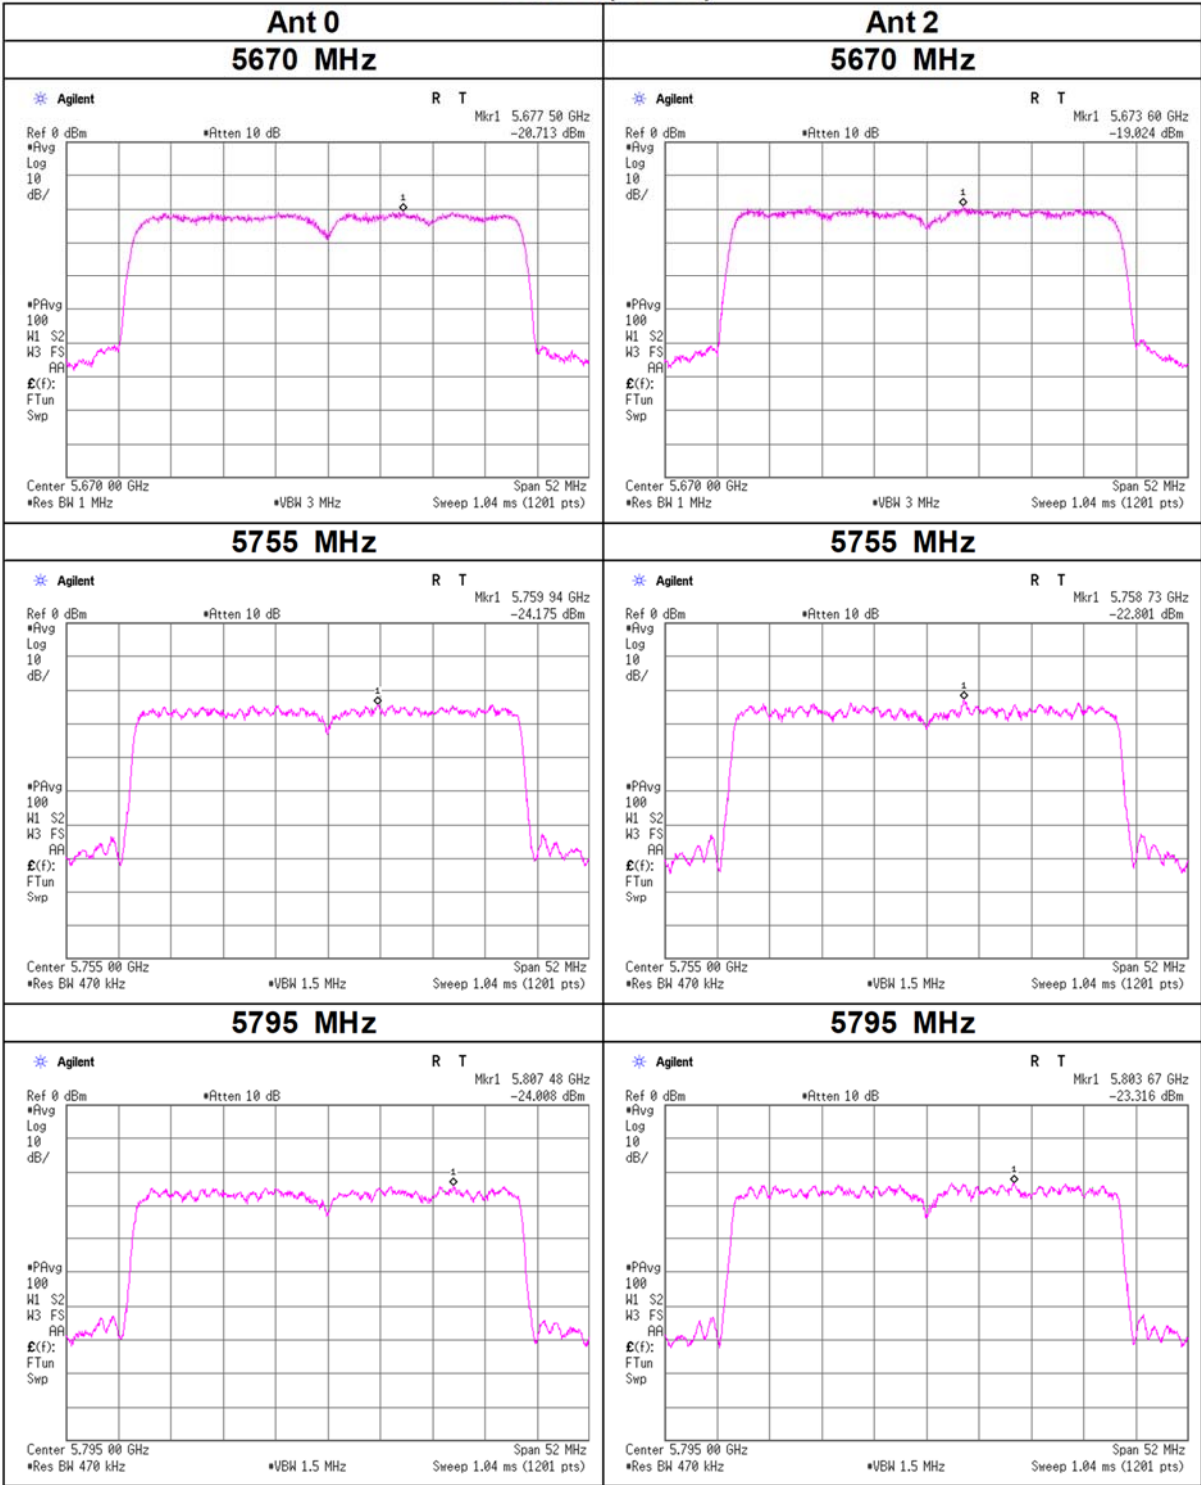 Ant 0 Ant 2
5670 MHz 5670 MHz
Agilent R T
Mkr1 5.677 50 GHz
Ref 0 dBm *Atten 10 dB -20.713 dBm
*Avg
Log
10
dB/
1
*PAvg
100
W1 S2
W3 FS
AA
£(f):
FTun
Swp
Center 5.670 00 GHz Span 52 MHz
*Res BW 1 MHz *VBW 3 MHz Sweep 1.04 ms (1201 pts)
Agilent R T
Mkr1 5.673 60 GHz
Ref 0 dBm *Atten 10 dB -19.024 dBm
*Avg
Log
10
dB/
1
*PAvg
100
W1 S2
W3 FS
AA
£(f):
FTun
Swp
Center 5.670 00 GHz Span 52 MHz
*Res BW 1 MHz *VBW 3 MHz Sweep 1.04 ms (1201 pts)
5755 MHz 5755 MHz
Agilent R T
Mkr1 5.759 94 GHz
Ref 0 dBm *Atten 10 dB -24.175 dBm
*Avg
Log
10
dB/
1
*PAvg
100
W1 S2
W3 FS
AA
£(f):
FTun
Swp
Center 5.755 00 GHz Span 52 MHz
*Res BW 470 kHz *VBW 1.5 MHz Sweep 1.04 ms (1201 pts)
Agilent R T
Mkr1 5.758 73 GHz
Ref 0 dBm *Atten 10 dB -22.801 dBm
*Avg
Log
10
dB/
1
*PAvg
100
W1 S2
W3 FS
AA
£(f):
FTun
Swp
Center 5.755 00 GHz Span 52 MHz
*Res BW 470 kHz *VBW 1.5 MHz Sweep 1.04 ms (1201 pts)
5795 MHz 5795 MHz
Agilent R T
Mkr1 5.807 48 GHz
Ref 0 dBm *Atten 10 dB -24.008 dBm
*Avg
Log
10
dB/
1
*PAvg
100
W1 S2
W3 FS
AA
£(f):
FTun
Swp
Center 5.795 00 GHz Span 52 MHz
*Res BW 470 kHz *VBW 1.5 MHz Sweep 1.04 ms (1201 pts)
Agilent R T
Mkr1 5.803 67 GHz
Ref 0 dBm *Atten 10 dB -23.316 dBm
*Avg
Log
10
dB/
1
*PAvg
100
W1 S2
W3 FS
AA
£(f):
FTun
Swp
Center 5.795 00 GHz Span 52 MHz
*Res BW 470 kHz *VBW 1.5 MHz Sweep 1.04 ms (1201 pts)